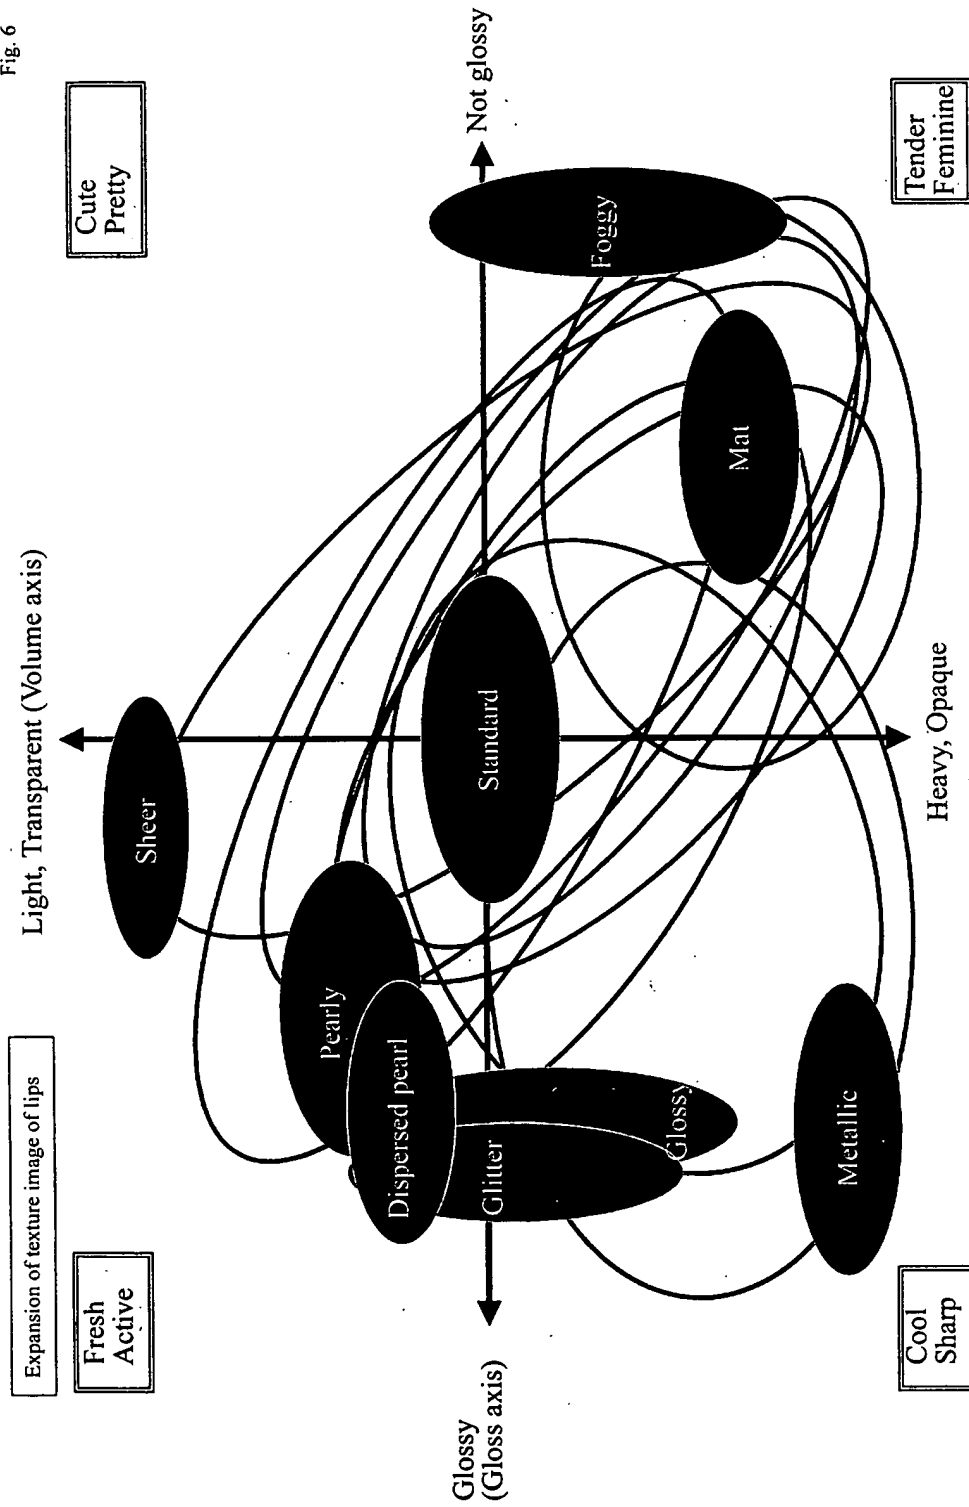 Fig. 6
Expansion of texture image of lips
Light, Transparent (Volume axis)
Fresh
Active
Cute
Pretty
Sheer
Pearly
Dispersed pearl
Glossy
(Gloss axis)
Glitter
Standard
Foggy
Not glossy
Glossy
Mat
Metallic
Cool
Sharp
Heavy, Opaque
Tender
Feminine